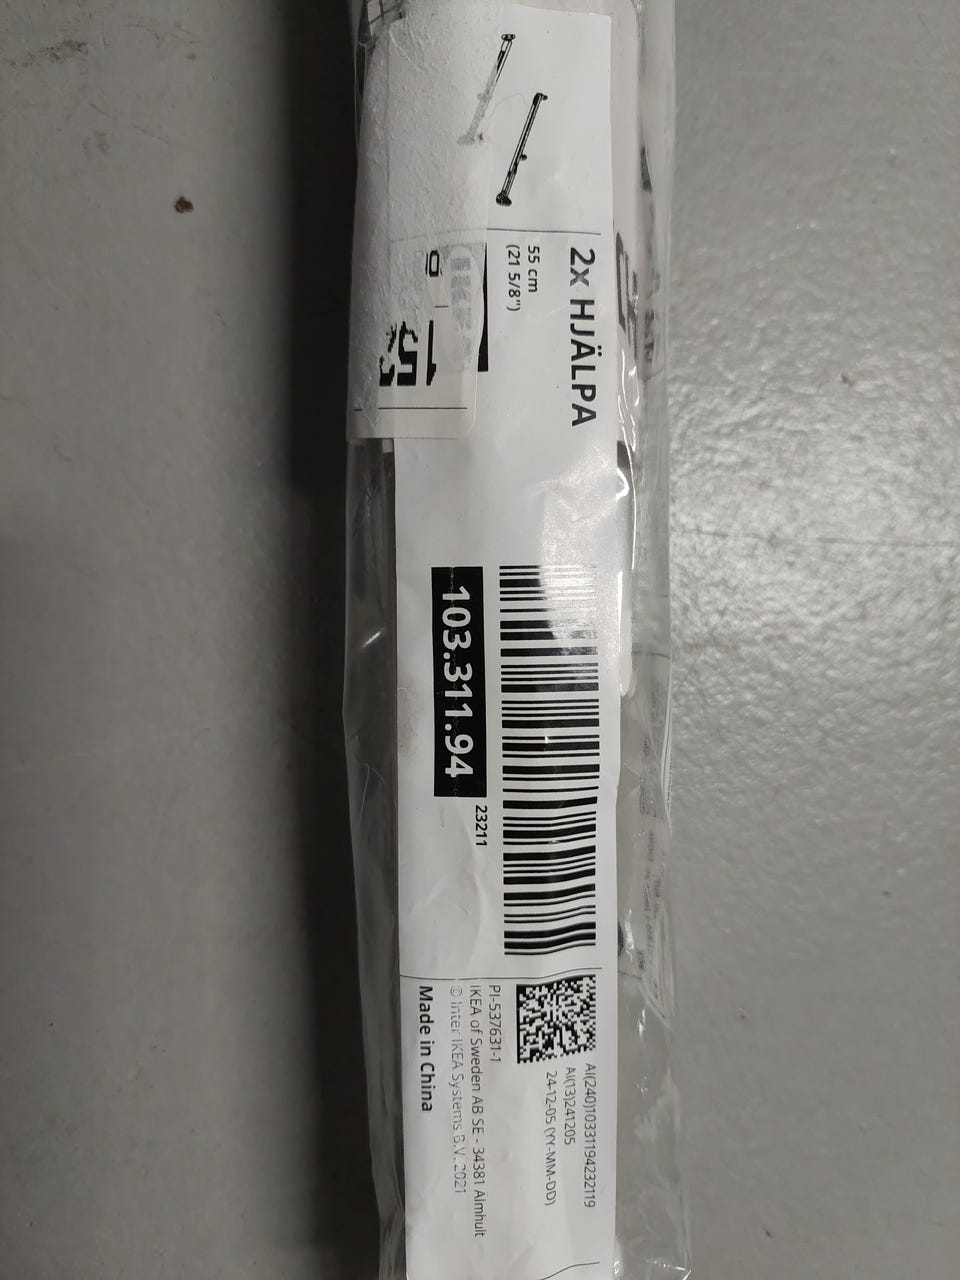 2x HJÄLPA
55 cm
(21 5/8")
103.311.94
23211
AI(240)10331194232119
AI(13)241205
24-12-05 (YY-MM-DD)
PI-537631-1
IKEA of Sweden AB SE - 34381 Älmhult
© Inter IKEA Systems B.V. 2021
Made in China